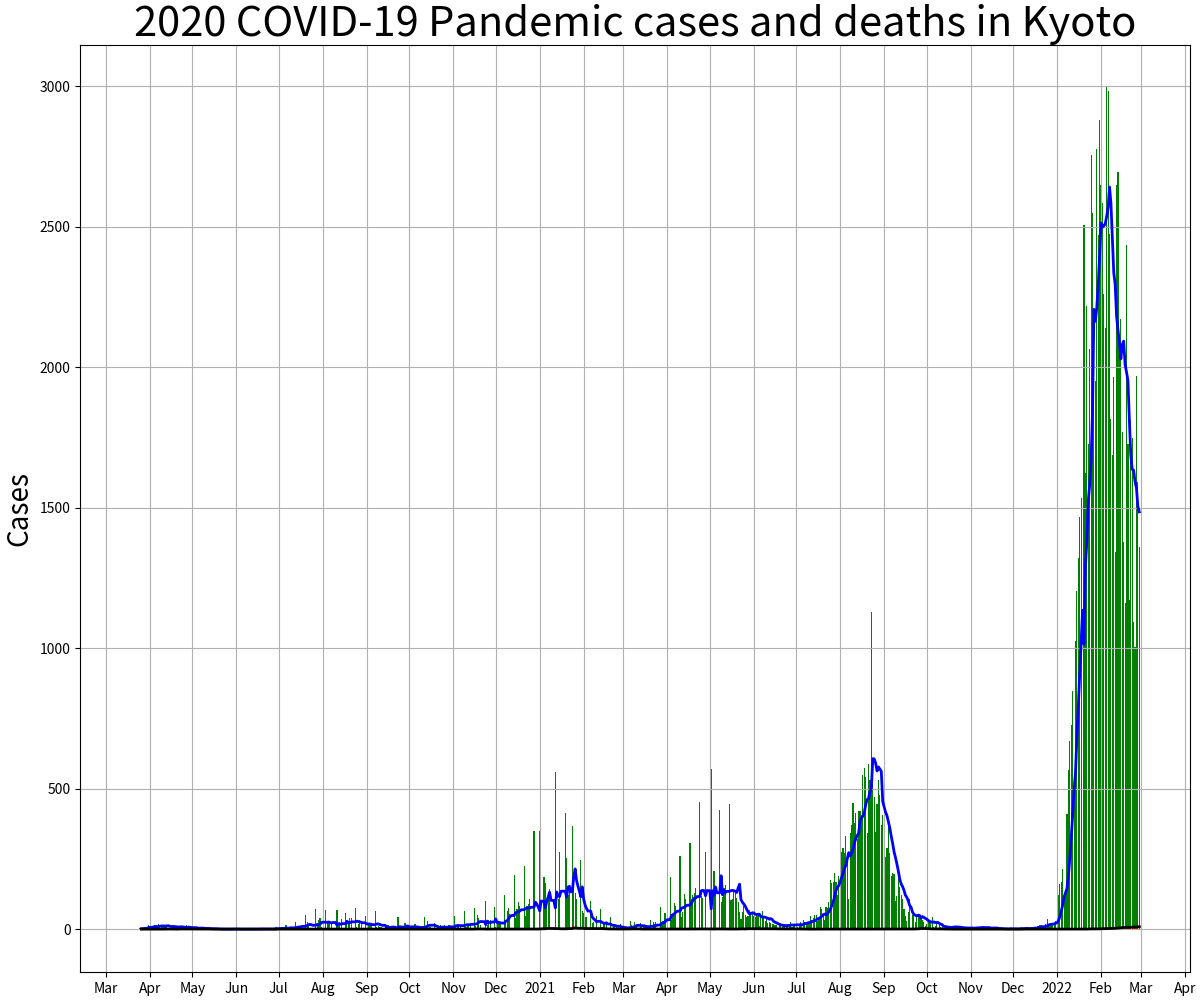 2020 COVID-19 Pandemic cases and deaths in Kyoto
Cases
3000
2500
2000
1500
1000
500
0
Mar Apr May Jun Jul Aug Sep Oct Nov Dec 2021 Feb Mar Apr May Jun Jul Aug Sep Oct Nov Dec 2022 Feb Mar Apr